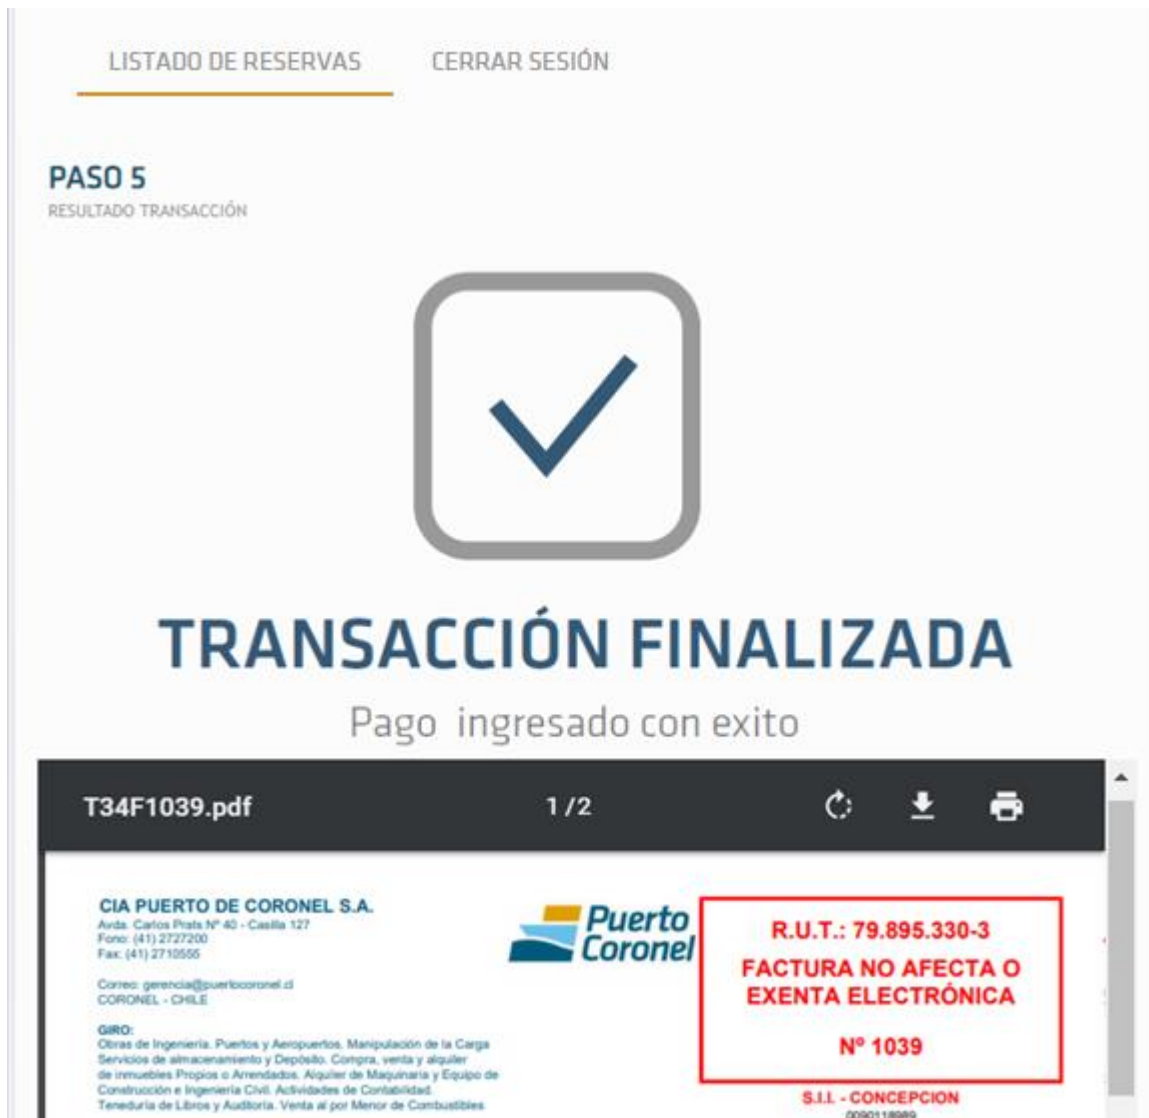 LISTADO DE RESERVAS CERRAR SESIÓN
PASO 5
RESULTADO TRANSACCIÓN
TRANSACCIÓN FINALIZADA
Pago ingresado con exito
T34F1039.pdf 1 /2
CIA PUERTO DE CORONEL S.A.
Avda. Carlos Prats Nº 40 - Casilla 127
Fono: (41) 2727200
Fax: (41) 2710555
Correo: gerencia@puertocoronel.cl
CORONEL - CHILE
GIRO:
Obras de Ingeniería. Puertos y Aeropuertos. Manipulación de la Carga
Servicios de almacenamiento y Depósito. Compra, venta y alquiler
de inmuebles Propios o Arrendados. Alquiler de Maquinaria y Equipo de
Construcción e Ingeniería Civil. Actividades de Contabilidad.
Teneduría de Libros y Auditoría. Venta al por Menor de Combustibles
Puerto
Coronel
R.U.T.: 79.895.330-3
FACTURA NO AFECTA O
EXENTA ELECTRÓNICA
Nº 1039
S.I.I. - CONCEPCION
0090118989